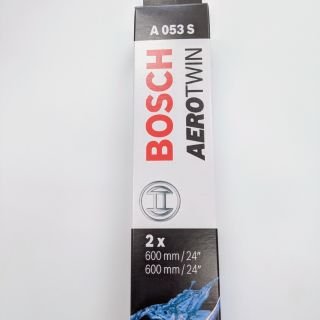 A 053 S
BOSCH
AEROTWIN
2 x
600 mm / 24"
600 mm / 24"